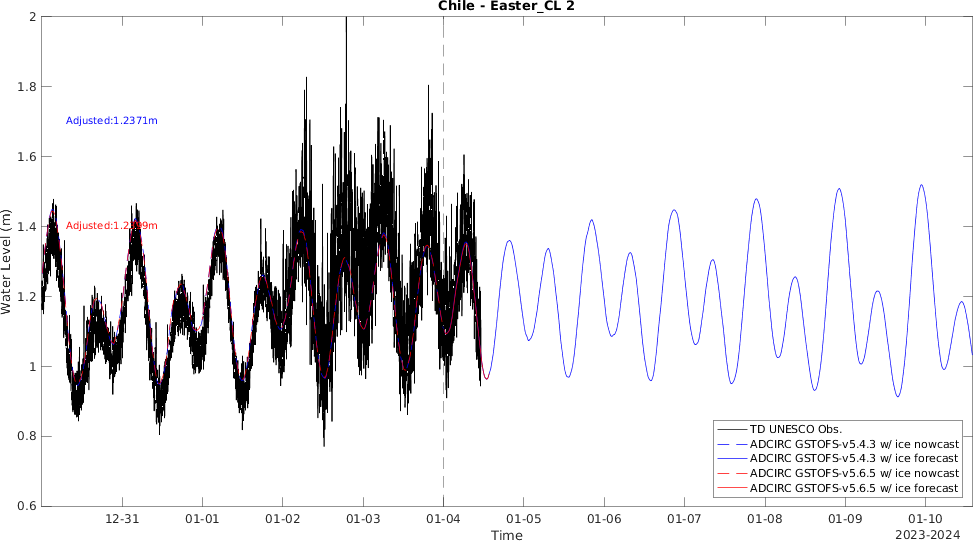 Chile - Easter_CL 2
2
1.8
1.6
1.4
1.2
1
0.8
0.6
Water Level (m)
Adjusted:1.2371m
12-31
01-01
01-02
01-03
01-04
01-05
01-06
01-07
01-08
01-09
01-10
Time
2023-2024
TD UNESCO Obs.
ADCIRC GSTOFS-v5.4.3 w/ ice nowcast
ADCIRC GSTOFS-v5.4.3 w/ ice forecast
ADCIRC GSTOFS-v5.6.5 w/ ice nowcast
ADCIRC GSTOFS-v5.6.5 w/ ice forecast